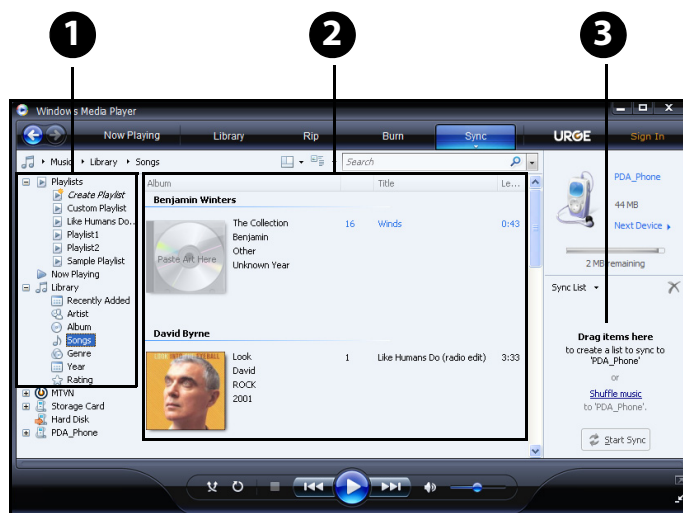 1 2 3
Windows Media Player
Now Playing Library Rip Burn Sync URGE Sign In
Music Library Songs Search
Playlists
Create Playlist
Custom Playlist
Like Humans Do..
Playlist1
Playlist2
Sample Playlist
Now Playing
Library
Recently Added
Artist
Album
Songs
Genre
Year
Rating
MTVN
Storage Card
Hard Disk
PDA_Phone
Album Title Le...
Benjamin Winters
Paste Art Here
The Collection 16 Winds 0:43
Benjamin
Other
Unknown Year
David Byrne
LOOK INTO THE EYEBALL
Look 1 Like Humans Do (radio edit) 3:33
David
ROCK
2001
PDA_Phone
44 MB
Next Device
2 MB remaining
Sync List
Drag items here
to create a list to sync to
'PDA_Phone'
or
Shuffle music
to 'PDA_Phone'.
Start Sync